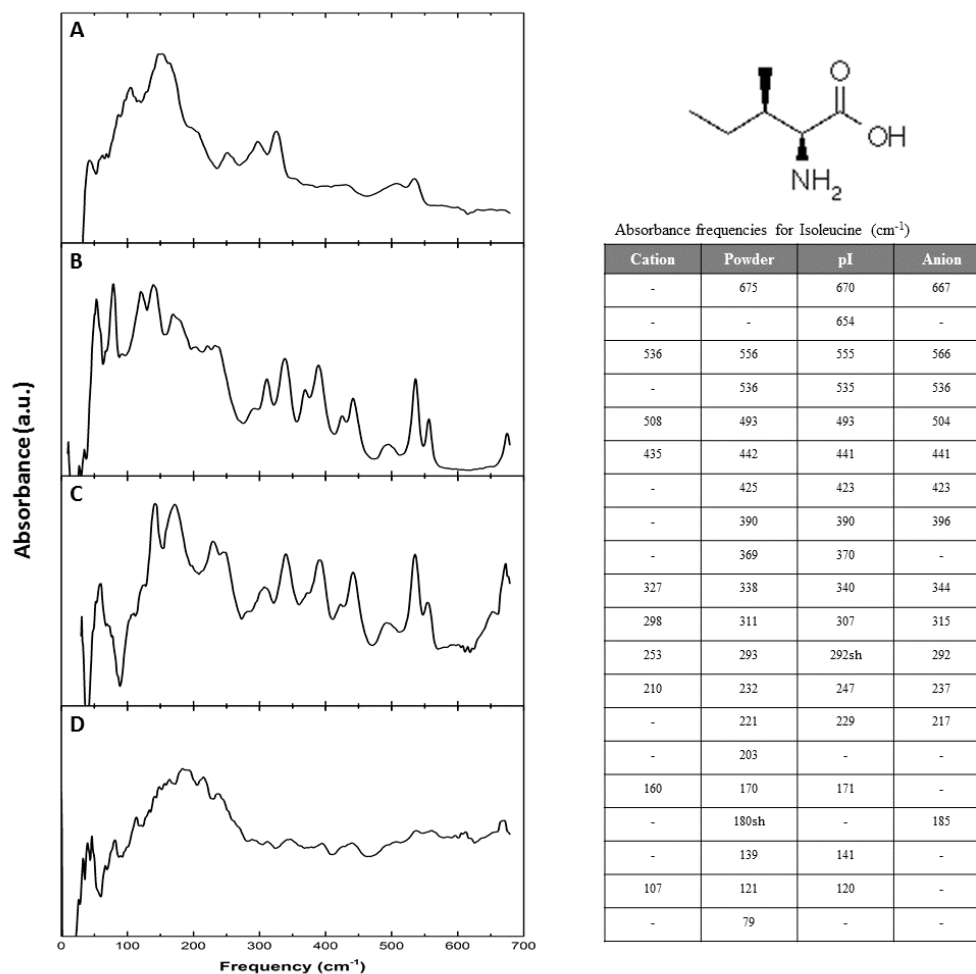 A
B
C
D
Absorbance (a.u.)
0 100 200 300 400 500 600 700
Frequency (cm-1)
O
OH
NH2
Absorbance frequencies for Isoleucine (cm-1)
Cation Powder pI Anion
- 675 670 667
- - 654 -
536 556 555 566
- 536 535 536
508 493 493 504
435 442 441 441
- 425 423 423
- 390 390 396
- 369 370 -
327 338 340 344
298 311 307 315
253 293 292sh 292
210 232 247 237
- 221 229 217
- 203 - -
160 170 171 -
- 180sh - 185
- 139 141 -
107 121 120 -
- 79 - -